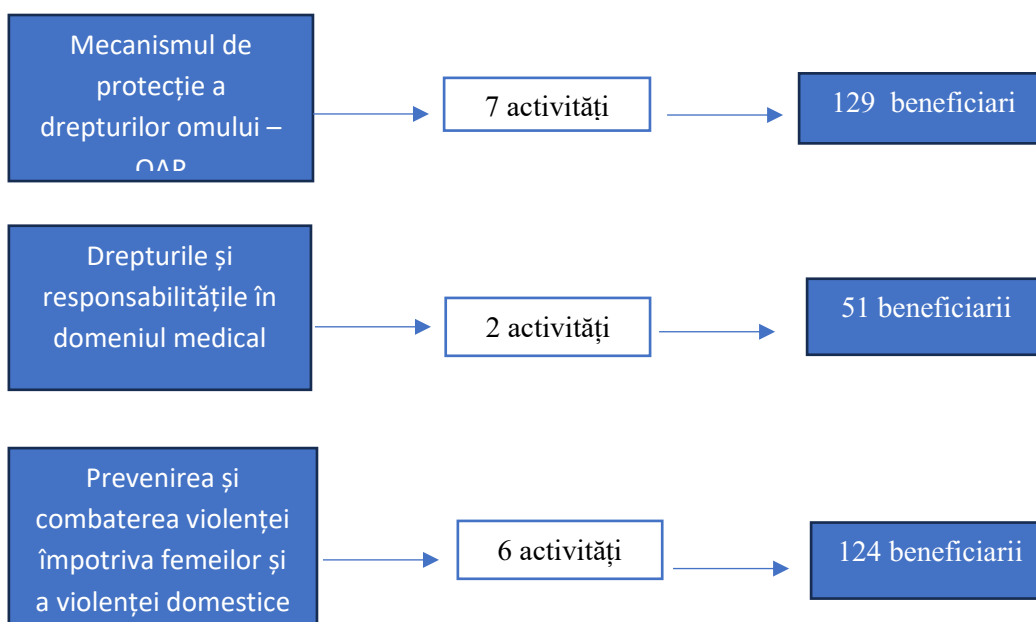 Mecanismul de
protecție a
drepturilor omului –
OAP
7 activități
129 beneficiari
Drepturile și
responsabilitățile în
domeniul medical
2 activități
51 beneficiarii
Prevenirea și
combaterea violenței
împotriva femeilor și
a violenței domestice
6 activități
124 beneficiarii